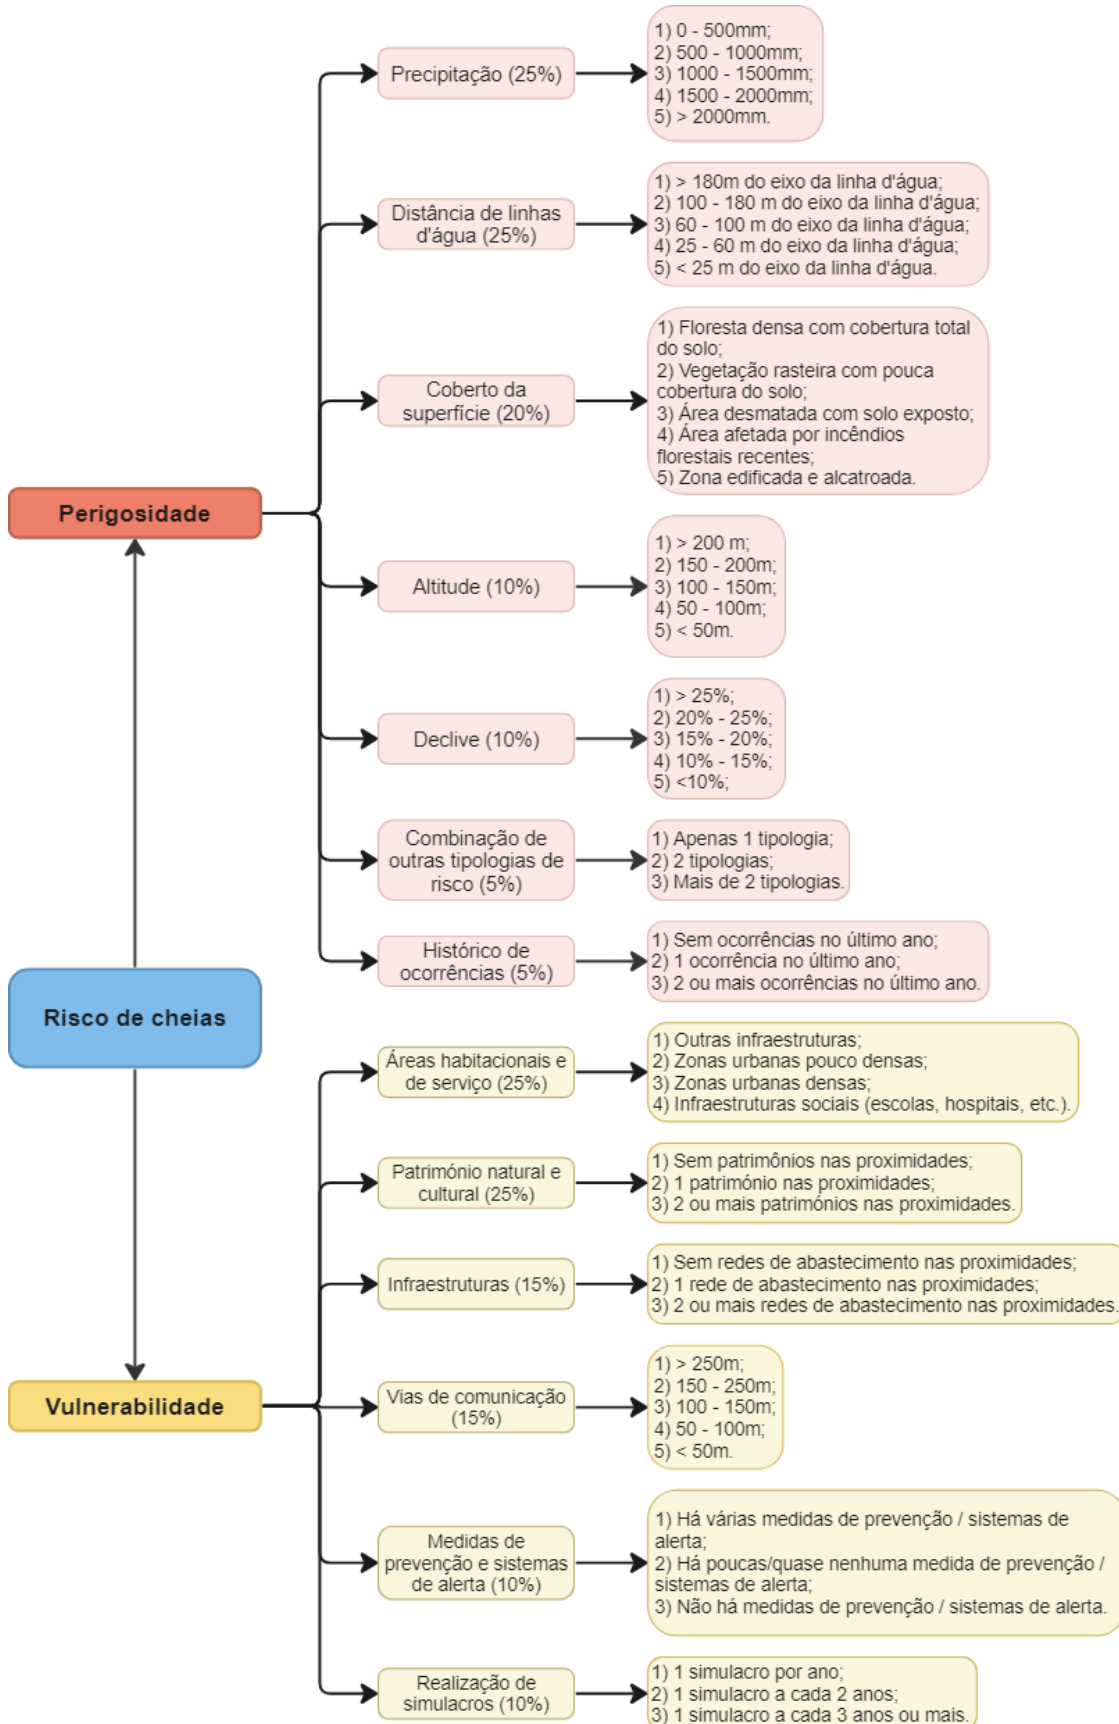 Precipitação (25%)
1) 0 - 500mm;
2) 500 - 1000mm;
3) 1000 - 1500mm;
4) 1500 - 2000mm;
5) > 2000mm.
Distância de linhas
d'água (25%)
1) > 180m do eixo da linha d'água;
2) 100 - 180 m do eixo da linha d'água;
3) 60 - 100 m do eixo da linha d'água;
4) 25 - 60 m do eixo da linha d'água;
5) < 25 m do eixo da linha d'água.
Coberto da
superfície (20%)
1) Floresta densa com cobertura total
do solo;
2) Vegetação rasteira com pouca
cobertura do solo;
3) Área desmatada com solo exposto;
4) Área afetada por incêndios
florestais recentes;
5) Zona edificada e alcatroada.
Perigosidade
Altitude (10%)
1) > 200 m;
2) 150 - 200m;
3) 100 - 150m;
4) 50 - 100m;
5) < 50m.
Declive (10%)
1) > 25%;
2) 20% - 25%;
3) 15% - 20%;
4) 10% - 15%;
5) <10%;
Combinação de
outras tipologias de
risco (5%)
1) Apenas 1 tipologia;
2) 2 tipologias;
3) Mais de 2 tipologias.
Histórico de
ocorrências (5%)
1) Sem ocorrências no último ano;
2) 1 ocorrência no último ano;
3) 2 ou mais ocorrências no último ano.
Risco de cheias
Áreas habitacionais e
de serviço (25%)
1) Outras infraestruturas;
2) Zonas urbanas pouco densas;
3) Zonas urbanas densas;
4) Infraestruturas sociais (escolas, hospitais, etc.).
Património natural e
cultural (25%)
1) Sem patrimônios nas proximidades;
2) 1 património nas proximidades;
3) 2 ou mais patrimónios nas proximidades.
Infraestruturas (15%)
1) Sem redes de abastecimento nas proximidades;
2) 1 rede de abastecimento nas proximidades;
3) 2 ou mais redes de abastecimento nas proximidades.
Vulnerabilidade
Vias de comunicação
(15%)
1) > 250m;
2) 150 - 250m;
3) 100 - 150m;
4) 50 - 100m;
5) < 50m.
Medidas de
prevenção e sistemas
de alerta (10%)
1) Há várias medidas de prevenção / sistemas de
alerta;
2) Há poucas/quase nenhuma medida de prevenção /
sistemas de alerta;
3) Não há medidas de prevenção / sistemas de alerta.
Realização de
simulacros (10%)
1) 1 simulacro por ano;
2) 1 simulacro a cada 2 anos;
3) 1 simulacro a cada 3 anos ou mais.